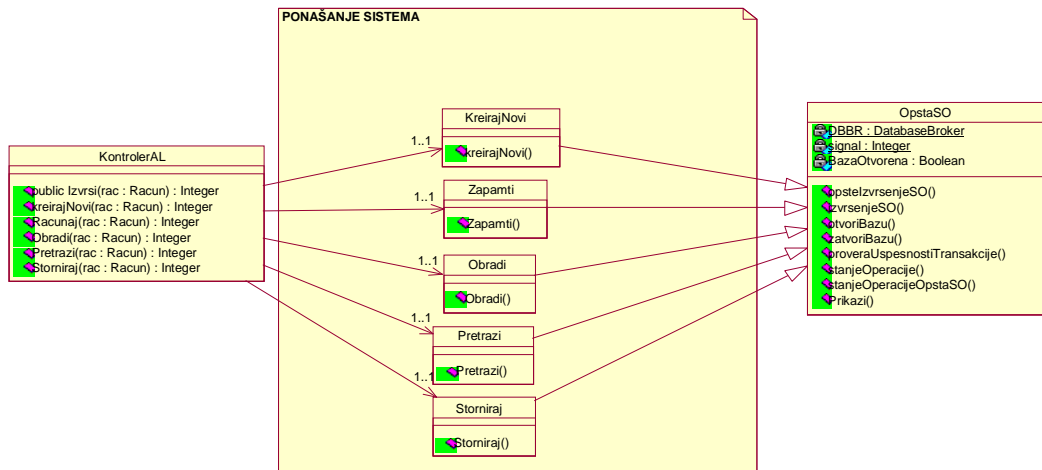 PONAŠANJE SISTEMA
KontrolerAL
public Izvrsi(rac : Racun) : Integer
kreirajNovi(rac : Racun) : Integer
Racunaj(rac : Racun) : Integer
Obradi(rac : Racun) : Integer
Pretrazi(rac : Racun) : Integer
Storniraj(rac : Racun) : Integer
1..1
KreirajNovi
kreirajNovi()
1..1
Zapamti
Zapamti()
1..1
Obradi
Obradi()
1..1
Pretrazi
Pretrazi()
1..1
Storniraj
Storniraj()
OpstaSO
DBBR : DatabaseBroker
signal : Integer
BazaOtvorena : Boolean
opsteIzvrsenjeSO()
izvrsenjeSO()
otvoriBazu()
zatvoriBazu()
proveraUspesnostiTransakcije()
stanjeOperacije()
stanjeOperacijeOpstaSO()
Prikazi()